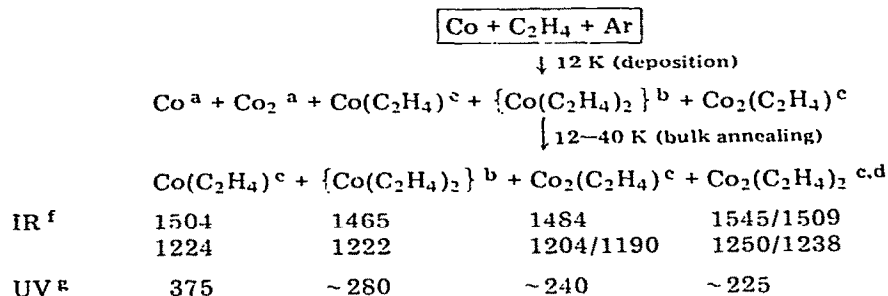 Co + C₂H₄ + Ar
↓ 12 K (deposition)
Co ᵃ + Co₂ ᵃ + Co(C₂H₄) ᶜ + {Co(C₂H₄)₂} ᵇ + Co₂(C₂H₄) ᶜ
↓ 12–40 K (bulk annealing)
Co(C₂H₄) ᶜ + {Co(C₂H₄)₂} ᵇ + Co₂(C₂H₄) ᶜ + Co₂(C₂H₄)₂ ᶜ,ᵈ
IR ᶠ 1504 1465 1484 1545/1509
1224 1222 1204/1190 1250/1238
UV ᵍ 375 ~280 ~240 ~225